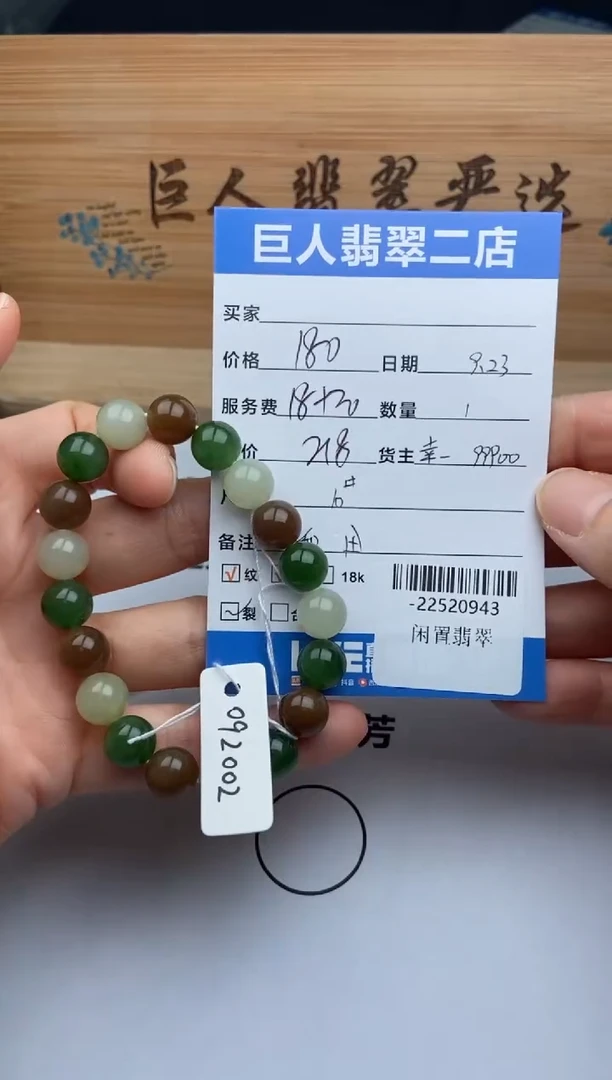 巨人翡翠严选
巨人翡翠二店
买家
价格 180 日期 9.23
服务费 18+20 数量 1
价 218 货主 幸一 99900
6#
备注
纹 18k
裂
-22520943
闲置翡翠
芳
092002